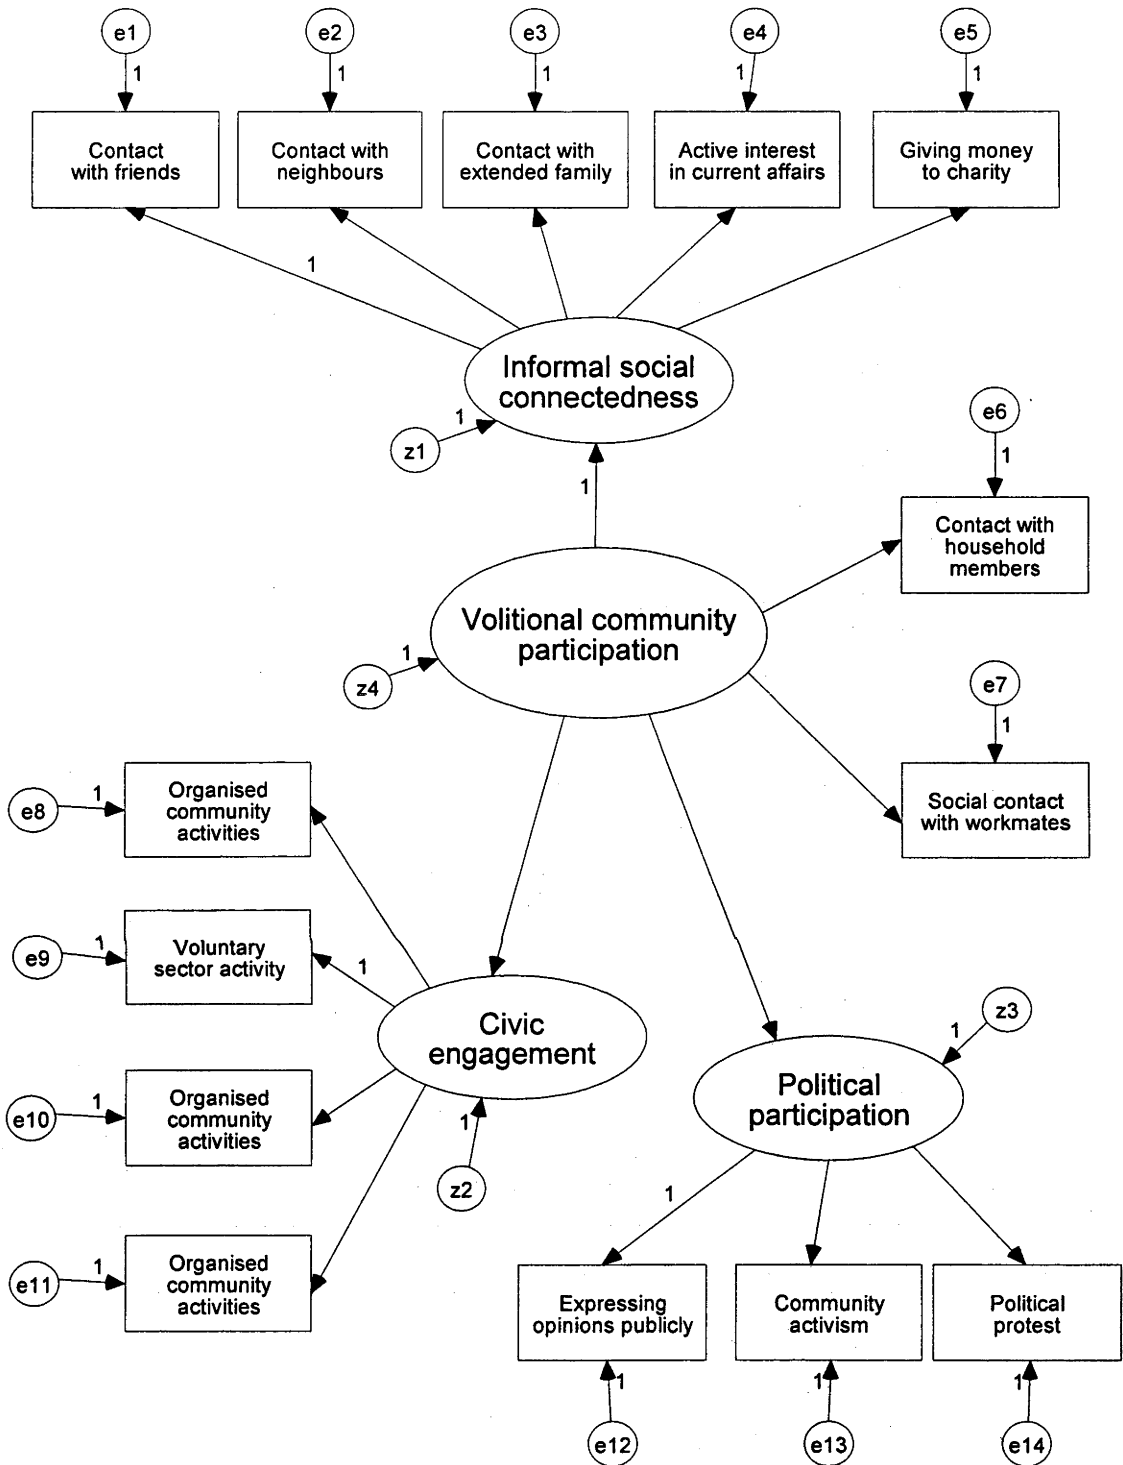 e1
e2
e3
e4
e5
1
1
1
1
1
Contact
with friends
Contact with
neighbours
Contact with
extended family
Active interest
in current affairs
Giving money
to charity
1
Informal social
connectedness
1
z1
1
e6
1
Contact with
household
members
Volitional community
participation
1
z4
e7
1
Social contact
with workmates
e8
1
Organised
community
activities
e9
1
Voluntary
sector activity
1
Civic
engagement
z3
1
Political
participation
e10
1
Organised
community
activities
1
z2
1
e11
1
Organised
community
activities
Expressing
opinions publicly
Community
activism
Political
protest
1
1
1
e12
e13
e14